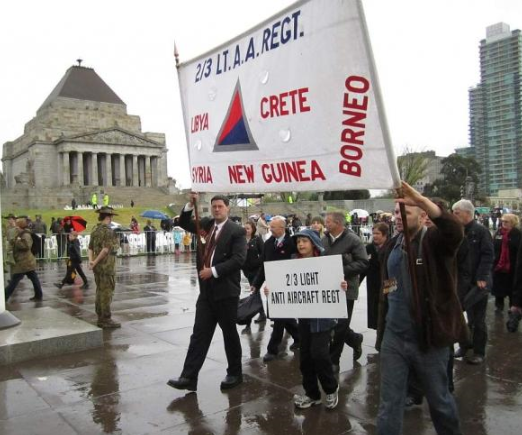 2/3 LT. A.A. REGT.
LIBYA CRETE
SYRIA NEW GUINEA BORNEO
2/3 LIGHT
ANTI AIRCRAFT REGT